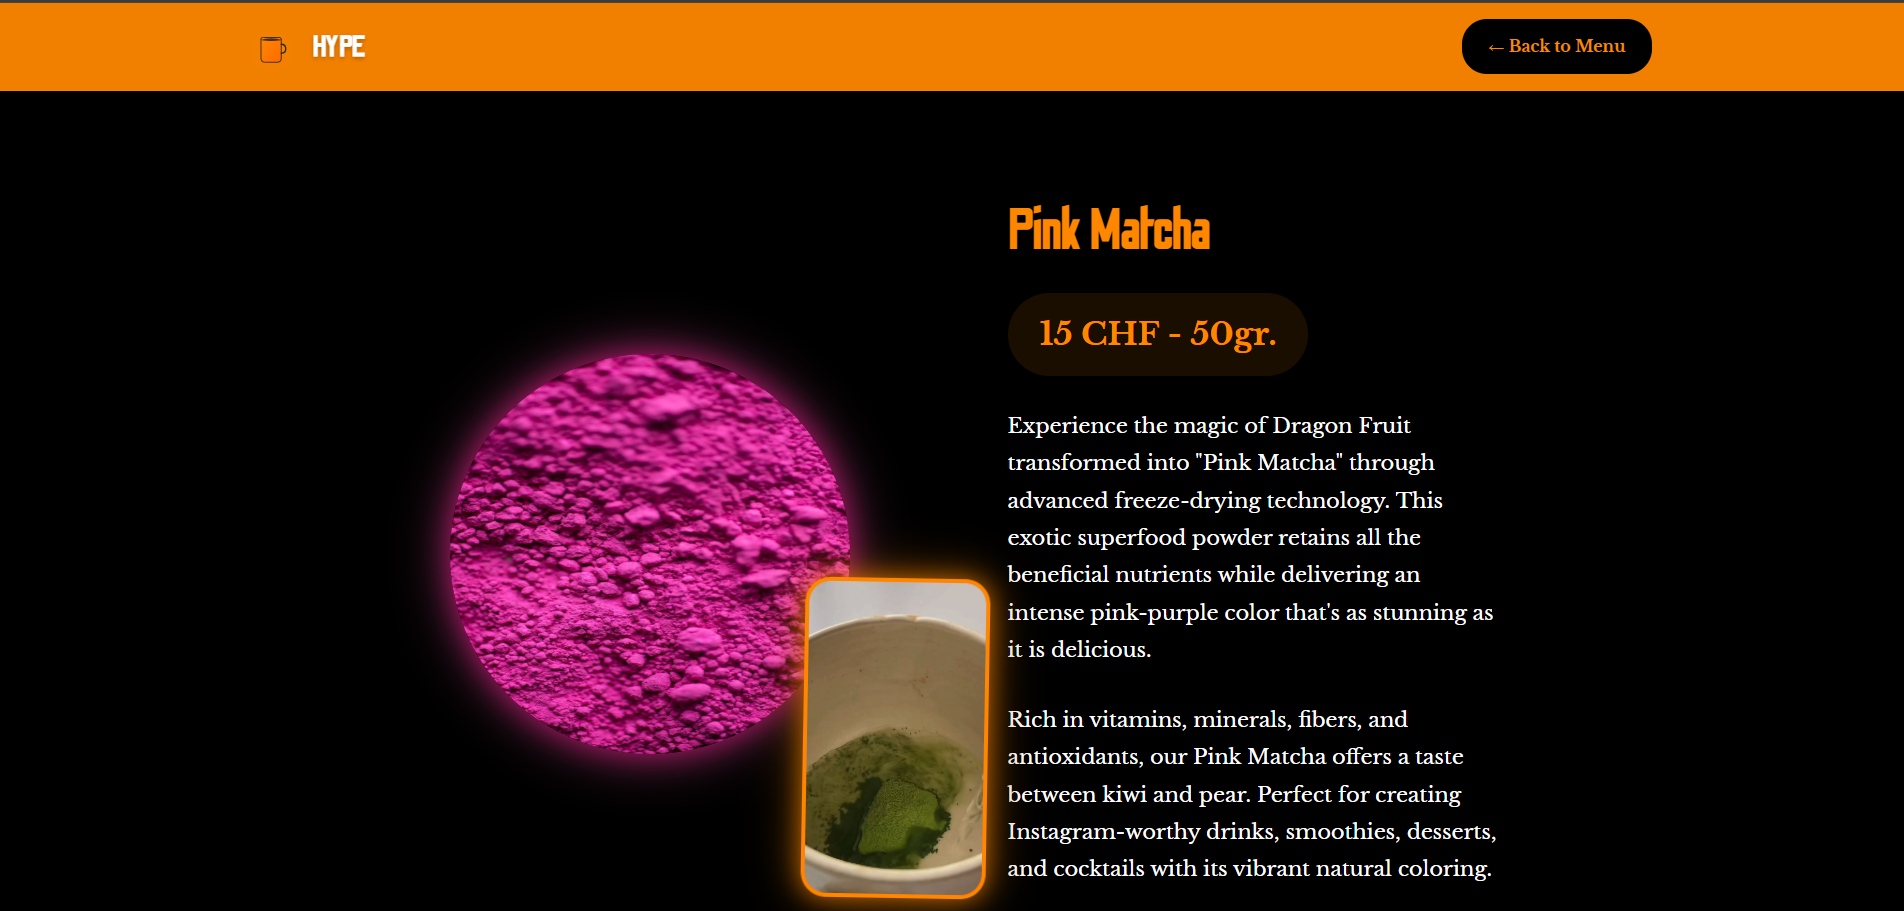 HYPE
← Back to Menu
Pink Matcha
15 CHF - 50gr.
Experience the magic of Dragon Fruit
transformed into "Pink Matcha" through
advanced freeze-drying technology. This
exotic superfood powder retains all the
beneficial nutrients while delivering an
intense pink-purple color that's as stunning as
it is delicious.
Rich in vitamins, minerals, fibers, and
antioxidants, our Pink Matcha offers a taste
between kiwi and pear. Perfect for creating
Instagram-worthy drinks, smoothies, desserts,
and cocktails with its vibrant natural coloring.